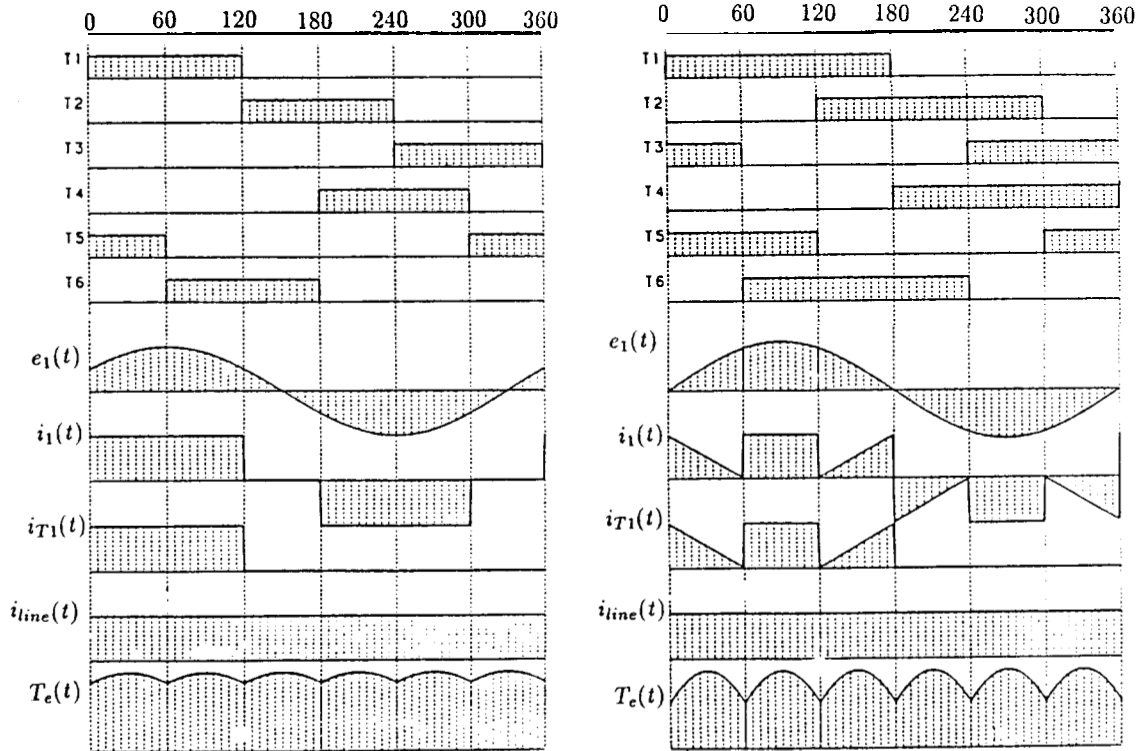 0 60 120 180 240 300 360
T1
T2
T3
T4
T5
T6
e1(t)
i1(t)
iT1(t)
iline(t)
Te(t)
0 60 120 180 240 300 360
T1
T2
T3
T4
T5
T6
e1(t)
i1(t)
iT1(t)
iline(t)
Te(t)